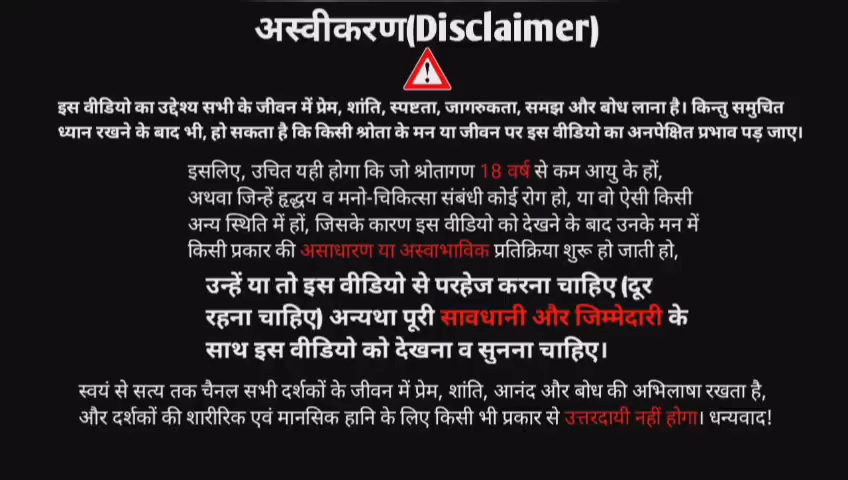 अस्वीकरण(Disclaimer)
इस वीडियो का उद्देश्य सभी के जीवन में प्रेम, शांति, स्पष्टता, जागरुकता, समझ और बोध लाना है। किन्तु समुचित
ध्यान रखने के बाद भी, हो सकता है कि किसी श्रोता के मन या जीवन पर इस वीडियो का अनपेक्षित प्रभाव पड़ जाए।
इसलिए, उचित यही होगा कि जो श्रोतागण 18 वर्ष से कम आयु के हों,
अथवा जिन्हें हृद्धय व मनो-चिकित्सा संबंधी कोई रोग हो, या वो ऐसी किसी
अन्य स्थिति में हों, जिसके कारण इस वीडियो को देखने के बाद उनके मन में
किसी प्रकार की असाधारण या अस्वाभाविक प्रतिक्रिया शुरू हो जाती हो,
उन्हें या तो इस वीडियो से परहेज करना चाहिए (दूर
रहना चाहिए) अन्यथा पूरी सावधानी और जिम्मेदारी के
साथ इस वीडियो को देखना व सुनना चाहिए।
स्वयं से सत्य तक चैनल सभी दर्शकों के जीवन में प्रेम, शांति, आनंद और बोध की अभिलाषा रखता है,
और दर्शकों की शारीरिक एवं मानसिक हानि के लिए किसी भी प्रकार से उत्तरदायी नहीं होगा। धन्यवाद!